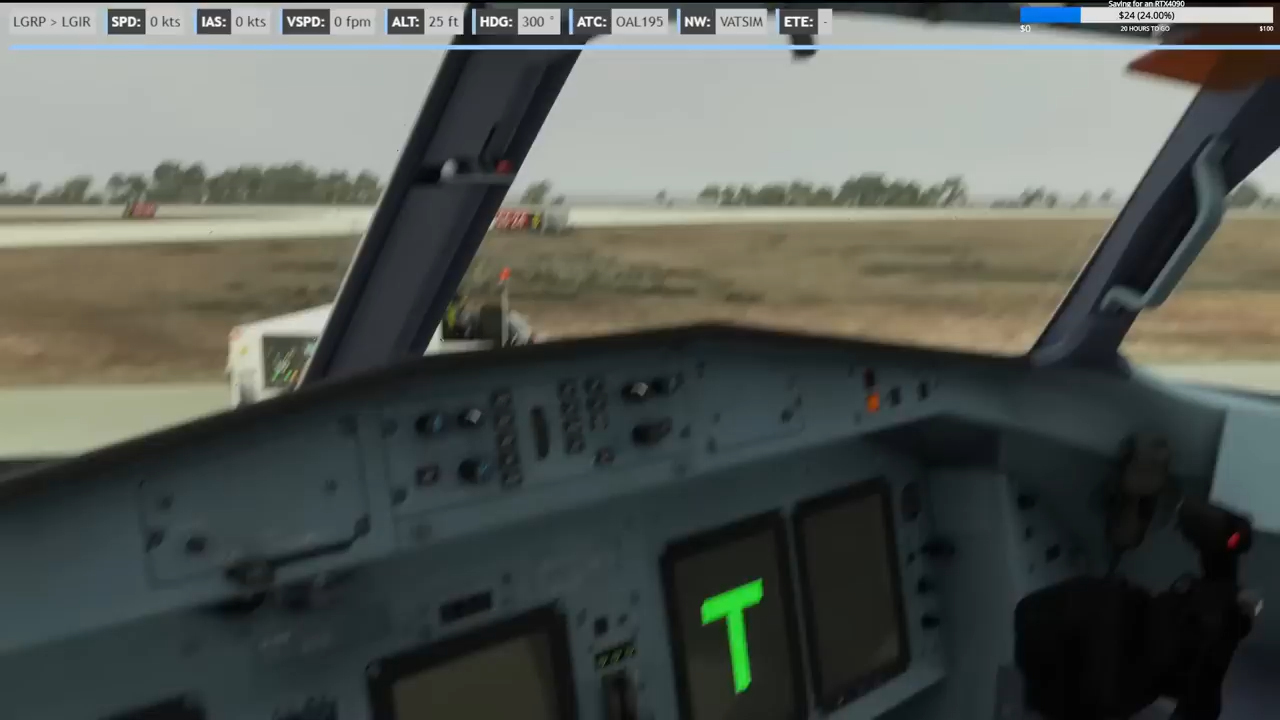 LGRP > LGIR SPD: 0 kts IAS: 0 kts VSPD: 0 fpm ALT: 25 ft HDG: 300 ° ATC: OAL195 NW: VATSIM ETE: -
Saving for an RTX4090
$24 (24.00%)
$0 20 HOURS TO GO $100
T